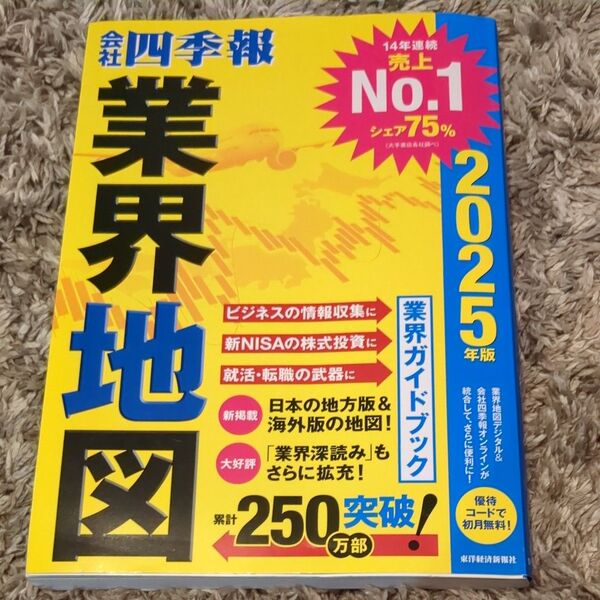 会社四季報
業界地図
14年連続
売上
No.1
シェア75%
(大手書店各社調べ)
2025年版
ビジネスの情報収集に
新NISAの株式投資に
就活・転職の武器に
業界ガイドブック
新掲載
日本の地方版&
海外版の地図!
大好評
「業界深読み」も
さらに拡充!
累計250万部突破!
業界地図デジタル&
会社四季報オンラインが
統合して、さらに便利に!
優待
コードで
初月無料!
東洋経済新報社